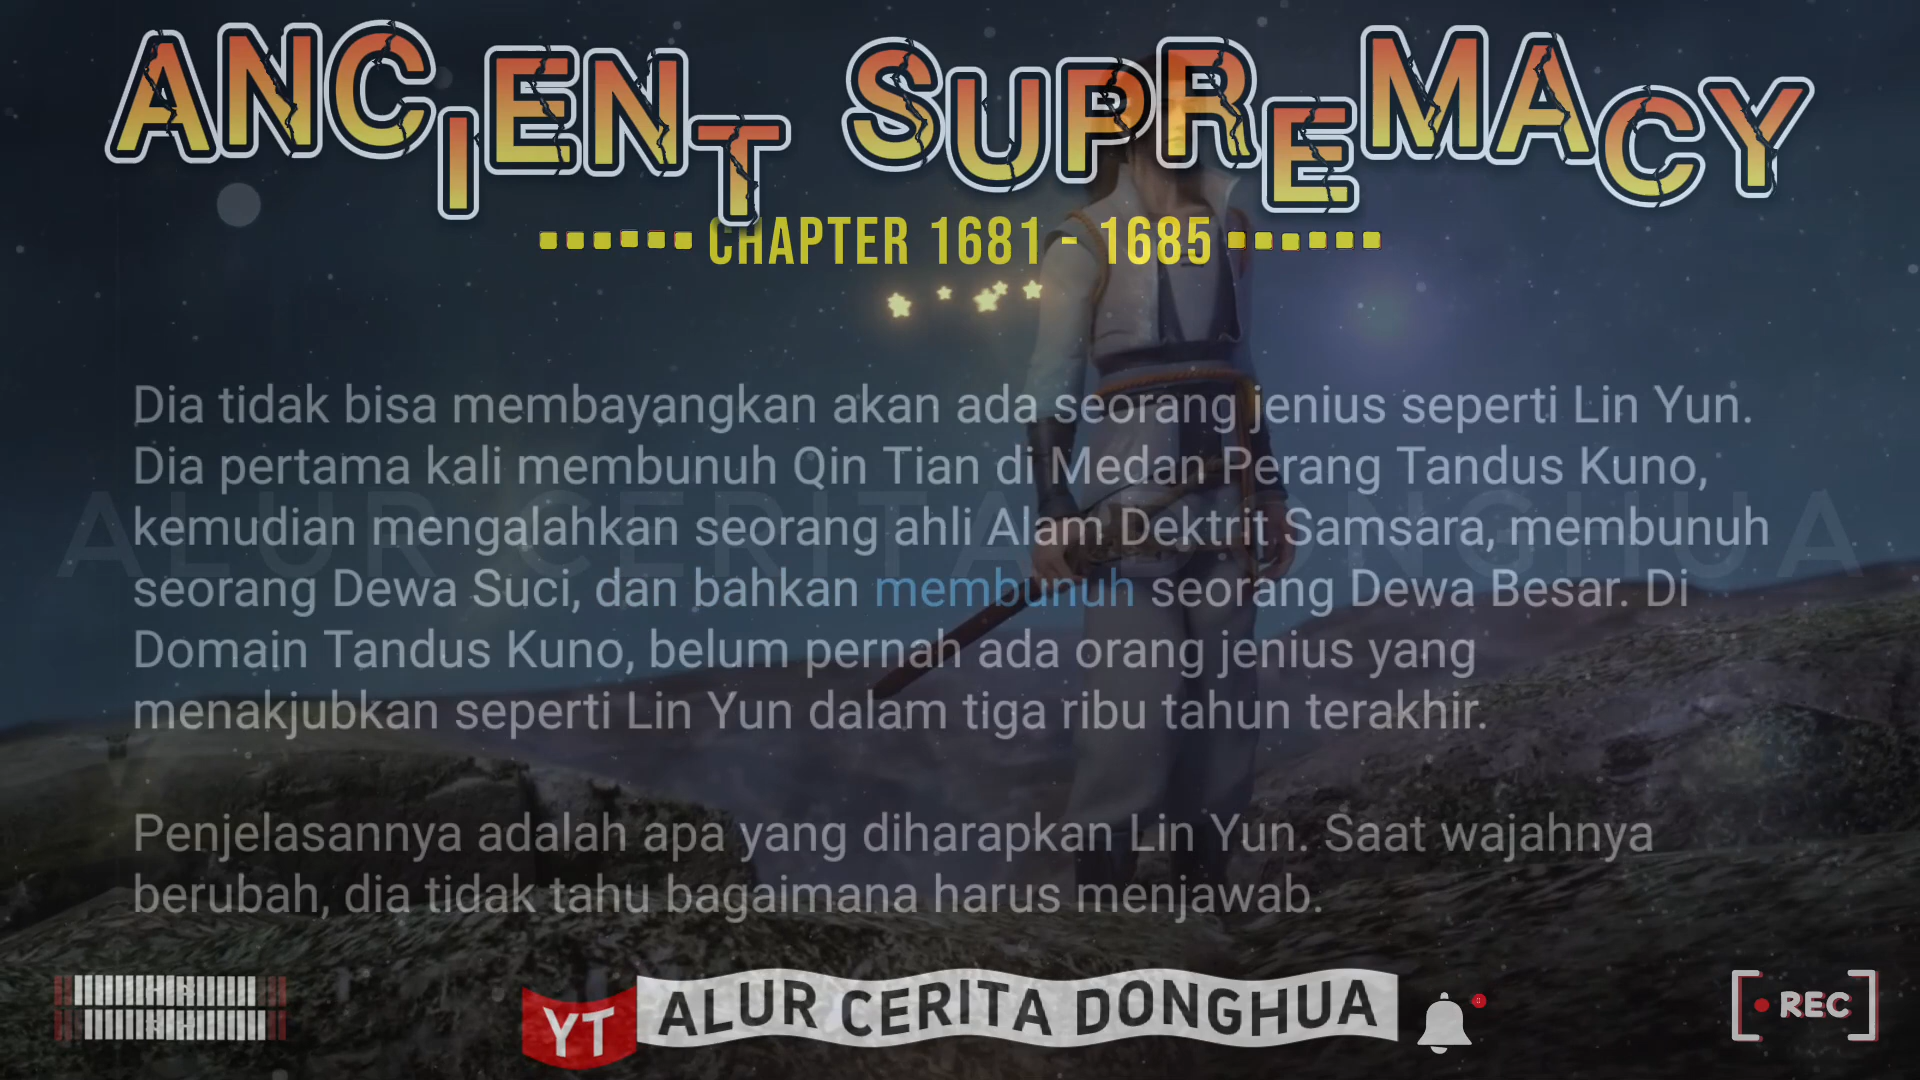 ANCIENT SUPREMACY
CHAPTER 1681 - 1685
Dia tidak bisa membayangkan akan ada seorang jenius seperti Lin Yun.
Dia pertama kali membunuh Qin Tian di Medan Perang Tandus Kuno,
kemudian mengalahkan seorang ahli Alam Dektrit Samsara, membunuh
seorang Dewa Suci, dan bahkan membunuh seorang Dewa Besar. Di
Domain Tandus Kuno, belum pernah ada orang jenius yang
menakjubkan seperti Lin Yun dalam tiga ribu tahun terakhir.
ALUR CERITA DONGHUA
Penjelasannya adalah apa yang diharapkan Lin Yun. Saat wajahnya
berubah, dia tidak tahu bagaimana harus menjawab.
YT ALUR CERITA DONGHUA
REC